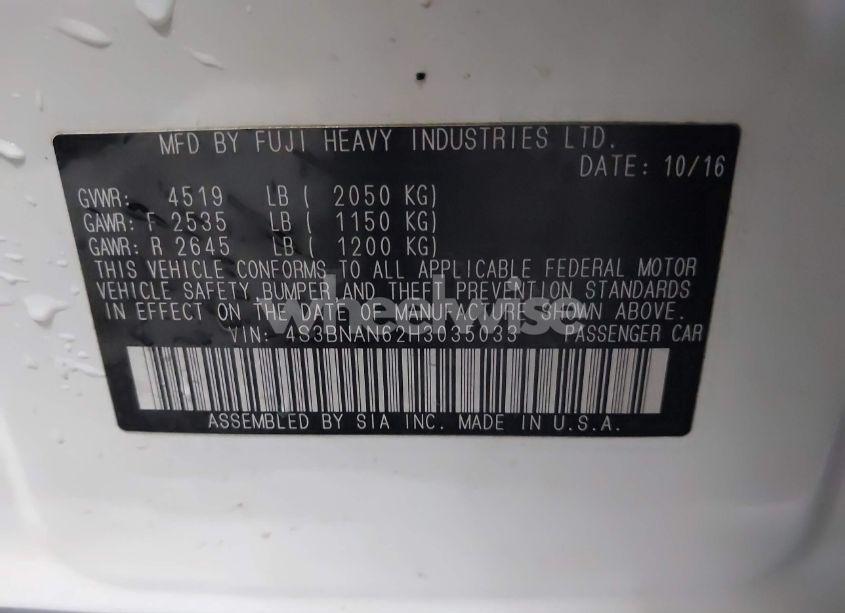 MFD BY FUJI HEAVY INDUSTRIES LTD.
DATE: 10/16
GVWR: 4519 LB ( 2050 KG)
GAWR: F 2535 LB ( 1150 KG)
GAWR: R 2645 LB ( 1200 KG)
THIS VEHICLE CONFORMS TO ALL APPLICABLE FEDERAL MOTOR
VEHICLE SAFETY BUMPER AND THEFT PREVENTION STANDARDS
IN EFFECT ON THE DATE OF MANUFACTURE SHOWN ABOVE.
wheelwise
VIN: 4S3BNAN62H3035033 PASSENGER CAR
ASSEMBLED BY SIA INC. MADE IN U.S.A.